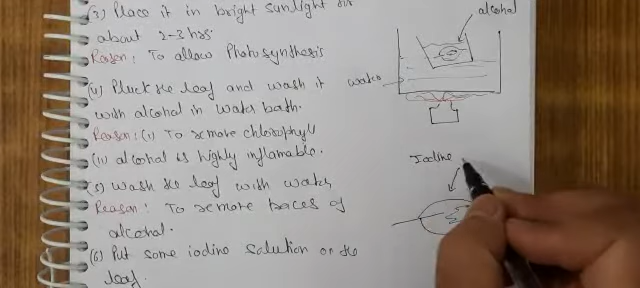 (3) Place it in bright sunlight for
about 2-3 hrs.
Reason: To allow Photosynthesis
(4) Pluck the leaf and wash it
with alcohol in water bath.
Reason: (i) To remove chlorophyll
(ii) alcohol is highly inflamable.
(5) Wash the leaf with water
Reason: To remove traces of
alcohol.
(6) Put some iodine solution on the
leaf.
alcohol
water
Iodine